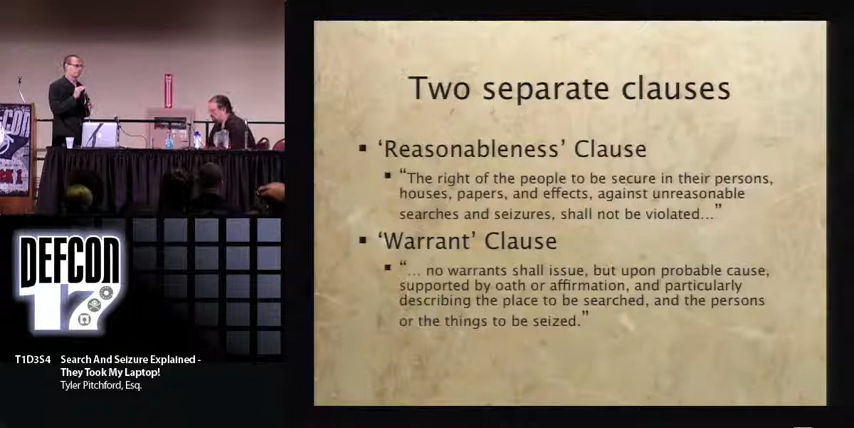 DEFCON
1
DEFCON
17
T1D3S4 Search And Seizure Explained -
They Took My Laptop!
Tyler Pitchford, Esq.
Two separate clauses
▪ ‘Reasonableness’ Clause
▪ “The right of the people to be secure in their persons,
houses, papers, and effects, against unreasonable
searches and seizures, shall not be violated…”
▪ ‘Warrant’ Clause
▪ “… no warrants shall issue, but upon probable cause,
supported by oath or affirmation, and particularly
describing the place to be searched, and the persons
or the things to be seized.”